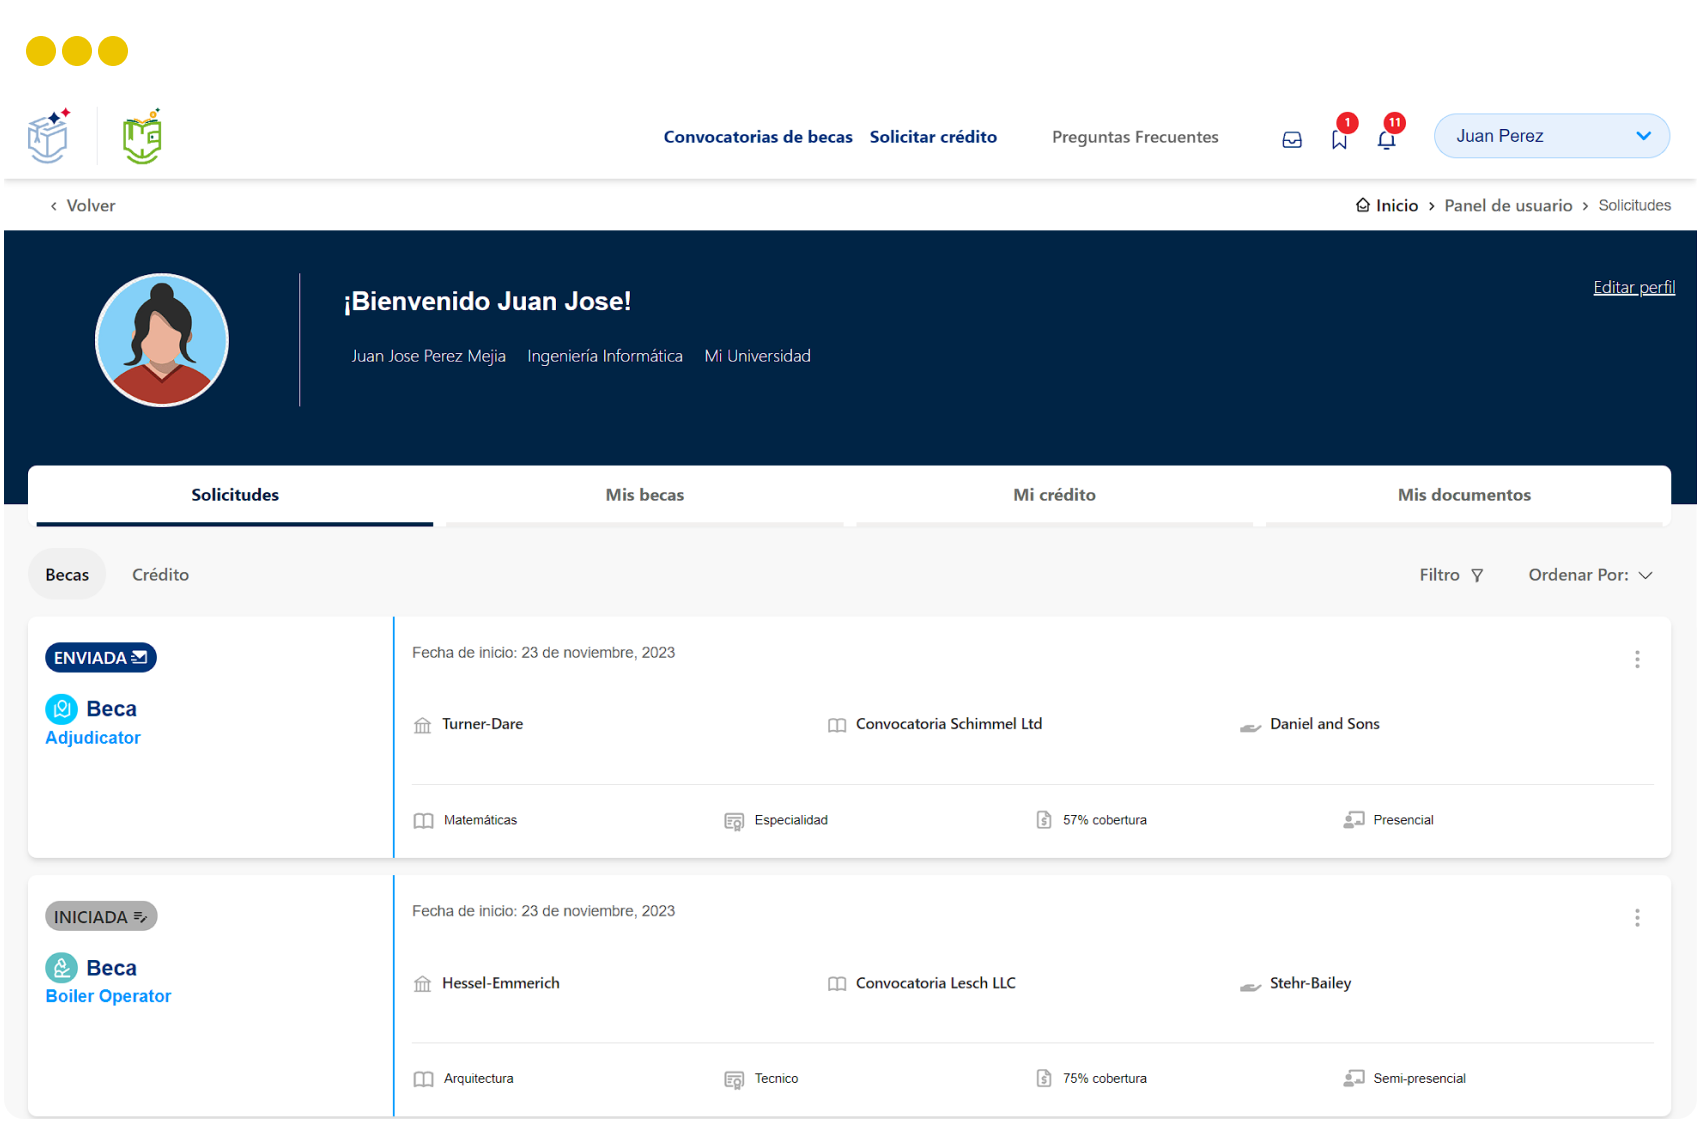 Convocatorias de becas Solicitar crédito Preguntas Frecuentes 1 11 Juan Perez
Volver
Inicio > Panel de usuario > Solicitudes
¡Bienvenido Juan Jose!
Editar perfil
Juan Jose Perez Mejia Ingeniería Informática Mi Universidad
Solicitudes Mis becas Mi crédito Mis documentos
Becas Crédito Filtro Ordenar Por:
ENVIADA
Beca
Adjudicator
Fecha de inicio: 23 de noviembre, 2023
Turner-Dare Convocatoria Schimmel Ltd Daniel and Sons
Matemáticas Especialidad 57% cobertura Presencial
INICIADA
Beca
Boiler Operator
Fecha de inicio: 23 de noviembre, 2023
Hessel-Emmerich Convocatoria Lesch LLC Stehr-Bailey
Arquitectura Tecnico 75% cobertura Semi-presencial